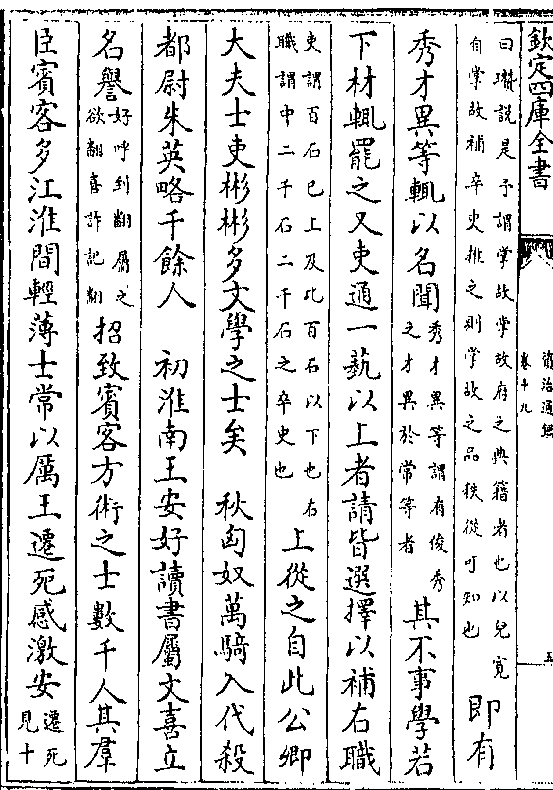 欽定四庫全書
資治通鑑
卷十九
五
曰瓚說是予謂掌故掌故府之典籍者也以兒寬
自掌故補卒史推之則掌故之品秩從可知也
即有
秀才異等輒以名聞
秀才異等謂有俊秀
之才異於常等者
其不事學若
下材輒罷之又吏通一藝以上者請皆選擇以補右職
吏謂百石已上及比百石以下也右
職謂中二千石二千石之卒史也
上從之自此公卿
大夫士吏彬彬多文學之士矣 秋匈奴萬騎入代殺
都尉朱英略千餘人 初淮南王安好讀書屬文喜立
名譽
好呼到翻屬之
欲翻喜許記翻
招致賓客方術之士數千人其羣
臣賓客多江淮間輕薄士常以厲王遷死感激安
遷死
見十